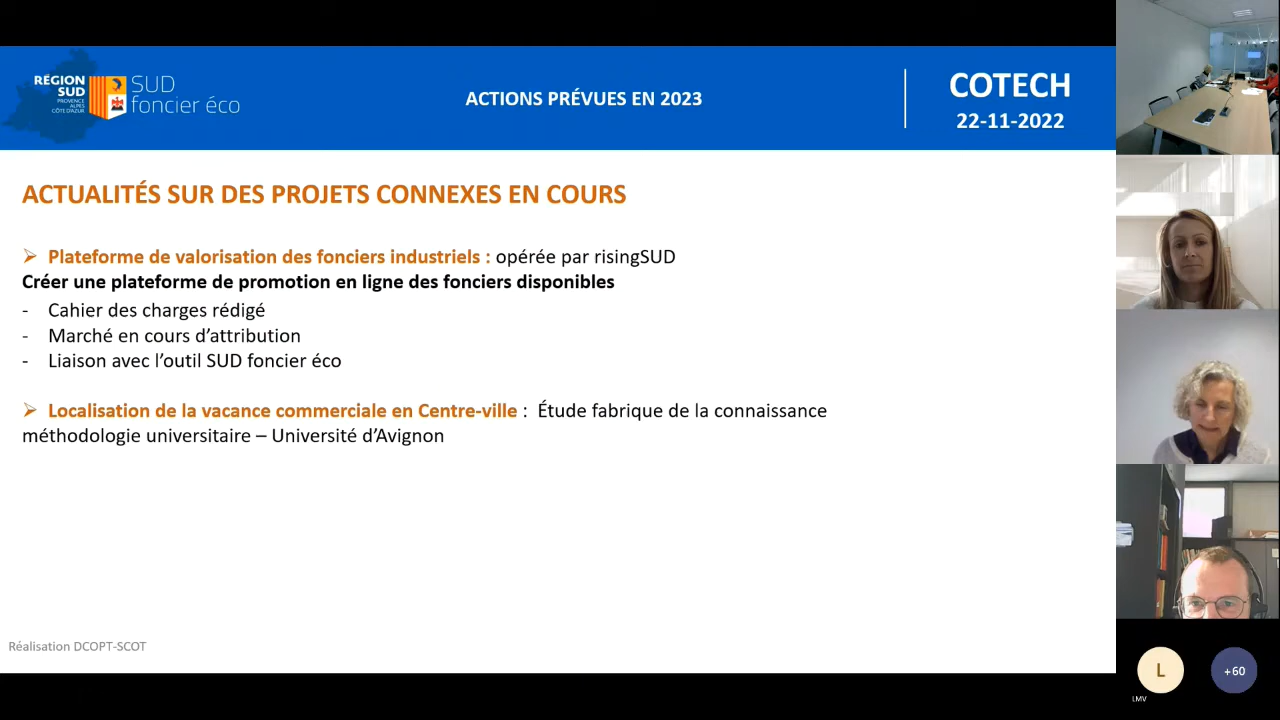 RÉGION
SUD
PROVENCE
ALPES
CÔTE D'AZUR
SUD
foncier éco
ACTIONS PRÉVUES EN 2023
COTECH
22-11-2022
ACTUALITÉS SUR DES PROJETS CONNEXES EN COURS
➢ Plateforme de valorisation des fonciers industriels : opérée par risingSUD
Créer une plateforme de promotion en ligne des fonciers disponibles
- Cahier des charges rédigé
- Marché en cours d’attribution
- Liaison avec l’outil SUD foncier éco
➢ Localisation de la vacance commerciale en Centre-ville : Étude fabrique de la connaissance
méthodologie universitaire – Université d’Avignon
Réalisation DCOPT-SCOT
L
+60
LMV